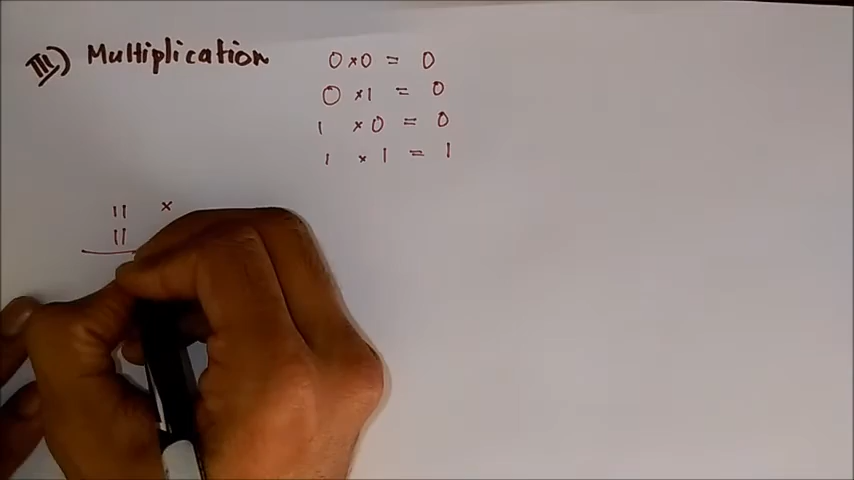 III) Multiplication
0 × 0 = 0
0 × 1 = 0
1 × 0 = 0
1 × 1 = 1
11 ×
11